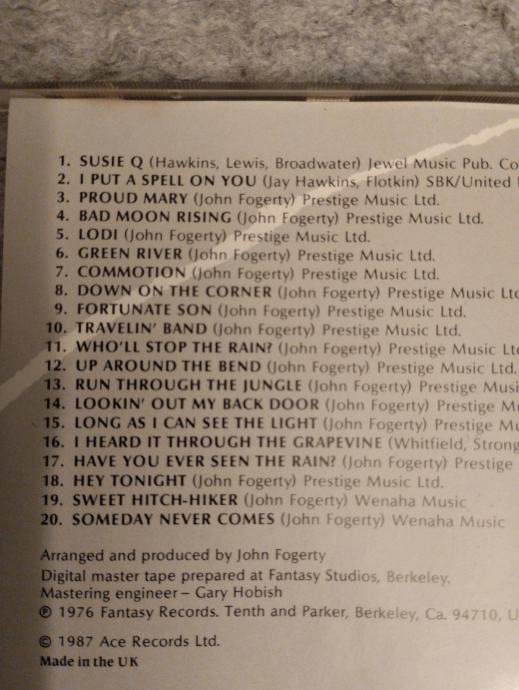 1. SUSIE Q (Hawkins, Lewis, Broadwater) Jewel Music Pub. Co
2. I PUT A SPELL ON YOU (Jay Hawkins, Flotkin) SBK/United
3. PROUD MARY (John Fogerty) Prestige Music Ltd.
4. BAD MOON RISING (John Fogerty) Prestige Music Ltd.
5. LODI (John Fogerty) Prestige Music Ltd.
6. GREEN RIVER (John Fogerty) Prestige Music Ltd.
7. COMMOTION (John Fogerty) Prestige Music Ltd.
8. DOWN ON THE CORNER (John Fogerty) Prestige Music Ltd
9. FORTUNATE SON (John Fogerty) Prestige Music Ltd.
10. TRAVELIN' BAND (John Fogerty) Prestige Music Ltd.
11. WHO'LL STOP THE RAIN? (John Fogerty) Prestige Music Lt
12. UP AROUND THE BEND (John Fogerty) Prestige Music Ltd.
13. RUN THROUGH THE JUNGLE (John Fogerty) Prestige Musi
14. LOOKIN' OUT MY BACK DOOR (John Fogerty) Prestige M
15. LONG AS I CAN SEE THE LIGHT (John Fogerty) Prestige Mu
16. I HEARD IT THROUGH THE GRAPEVINE (Whitfield, Strong
17. HAVE YOU EVER SEEN THE RAIN? (John Fogerty) Prestige
18. HEY TONIGHT (John Fogerty) Prestige Music Ltd.
19. SWEET HITCH-HIKER (John Fogerty) Wenaha Music
20. SOMEDAY NEVER COMES (John Fogerty) Wenaha Music
Arranged and produced by John Fogerty
Digital master tape prepared at Fantasy Studios, Berkeley.
Mastering engineer – Gary Hobish
℗ 1976 Fantasy Records. Tenth and Parker, Berkeley, Ca. 94710, U
© 1987 Ace Records Ltd.
Made in the UK